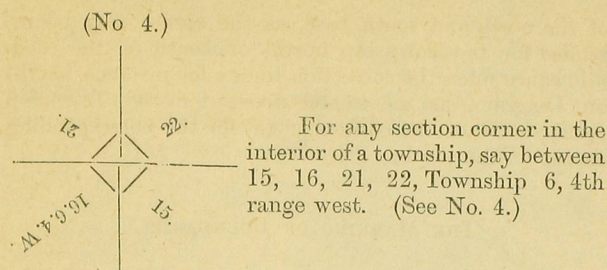 (No 4.)
21.
22.
For any section corner in the
interior of a township, say between
15, 16, 21, 22, Township 6, 4th
range west. (See No. 4.)
16.6.4.W.
15.